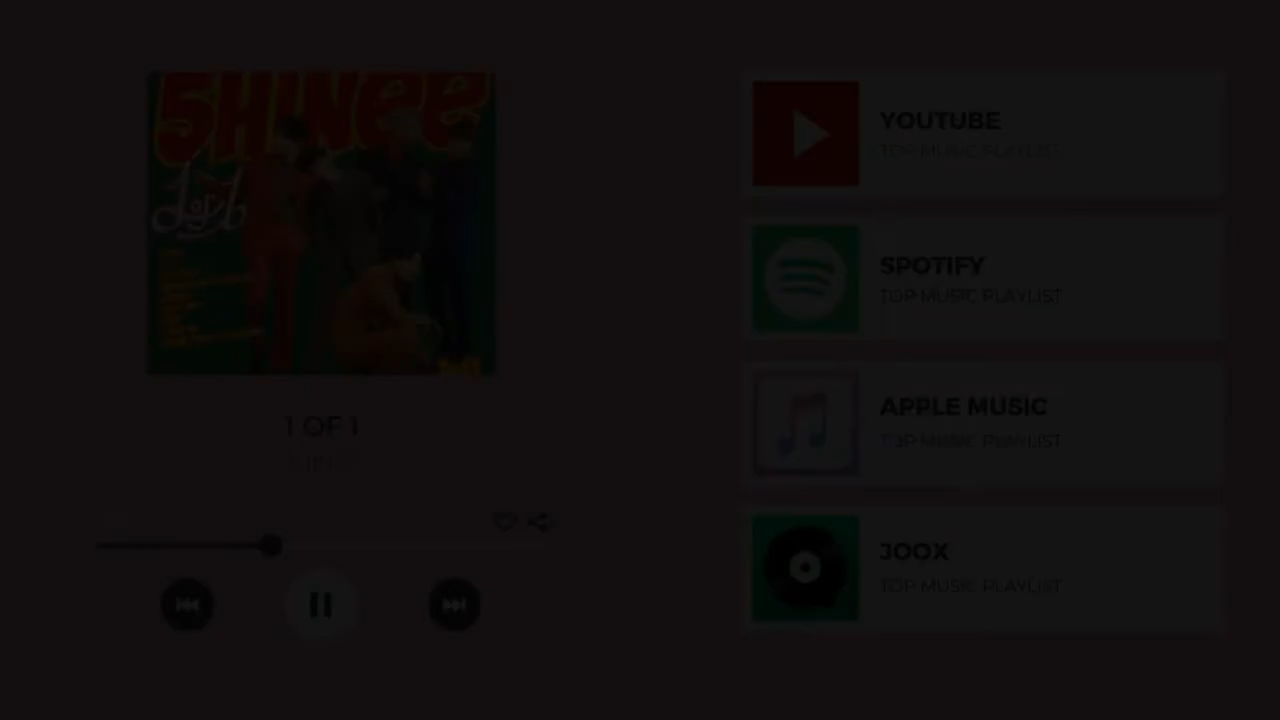 SHINee
1 OF 1
YOUTUBE
TOP MUSIC PLAYLIST
SPOTIFY
TOP MUSIC PLAYLIST
APPLE MUSIC
TOP MUSIC PLAYLIST
JOOX
TOP MUSIC PLAYLIST